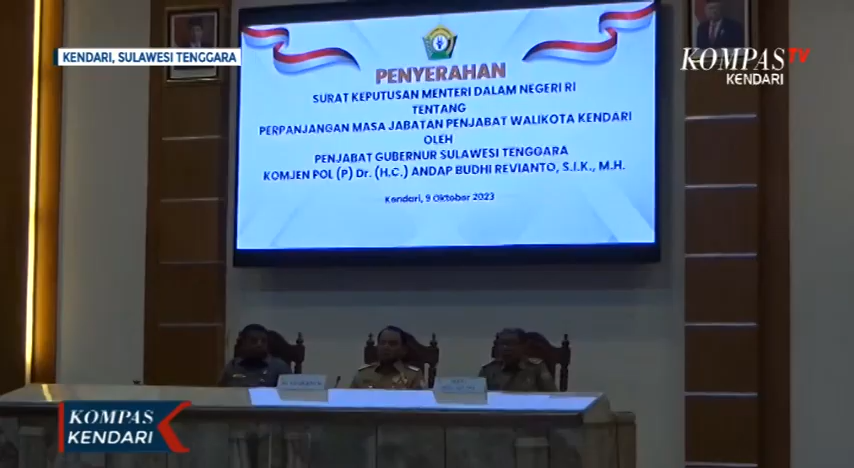 KENDARI, SULAWESI TENGGARA
KOMPAS TV
KENDARI
PENYERAHAN
SURAT KEPUTUSAN MENTERI DALAM NEGERI RI
TENTANG
PERPANJANGAN MASA JABATAN PENJABAT WALIKOTA KENDARI
OLEH
PENJABAT GUBERNUR SULAWESI TENGGARA
KOMJEN POL (P) Dr. (H.C.) ANDAP BUDHI REVIANTO, S.I.K., M.H.
Kendari, 9 Oktober 2023
KOMPAS
KENDARI